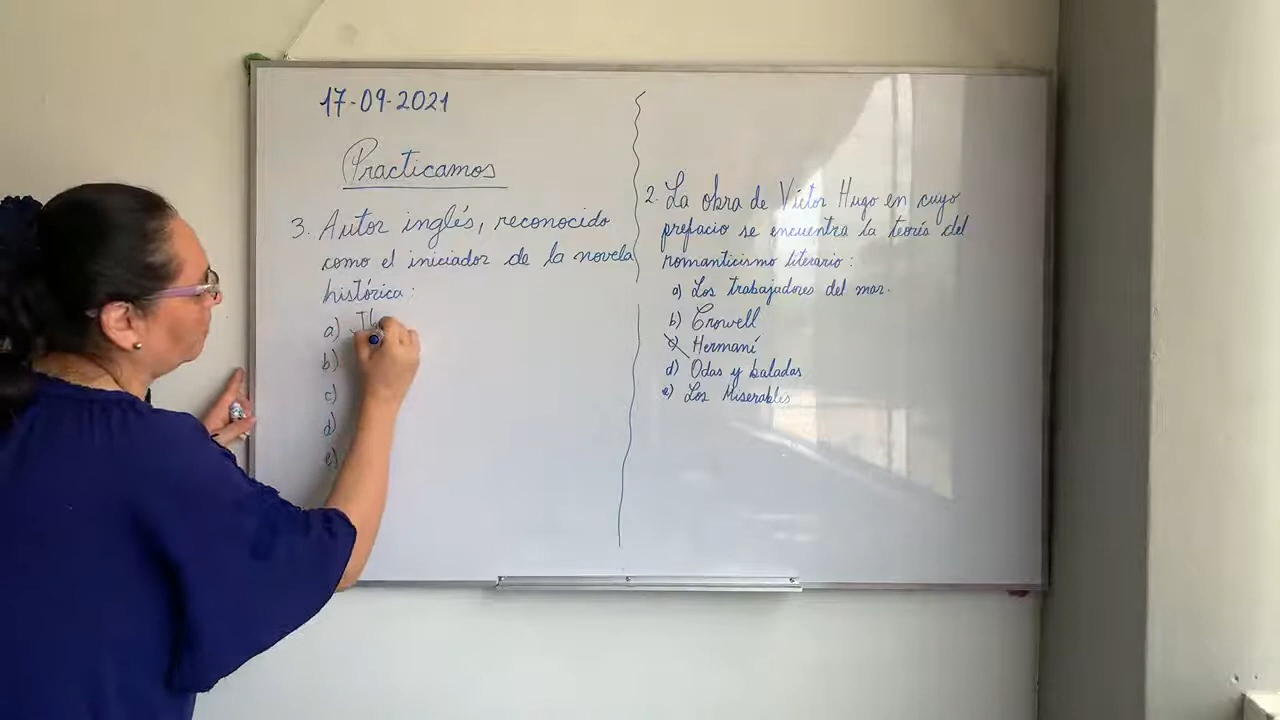 17-09-2021
Practicamos
3. Autor inglés, reconocido
como el iniciador de la novela
histórica:
a)
b)
c)
d)
e)
2. La obra de Víctor Hugo en cuyo
prefacio se encuentra la teoría del
romanticismo literario:
a) Los trabajadores del mar.
b) Crowell
c) Hermaní
d) Odas y baladas
e) Los Miserables